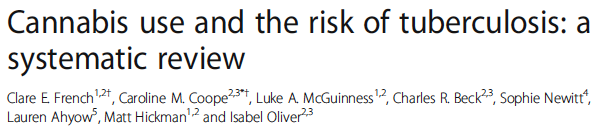 Cannabis use and the risk of tuberculosis: a
systematic review
Clare E. French1,2†, Caroline M. Coope2,3*†, Luke A. McGuinness1,2, Charles R. Beck2,3, Sophie Newitt4,
Lauren Ahyow5, Matt Hickman1,2 and Isabel Oliver2,3